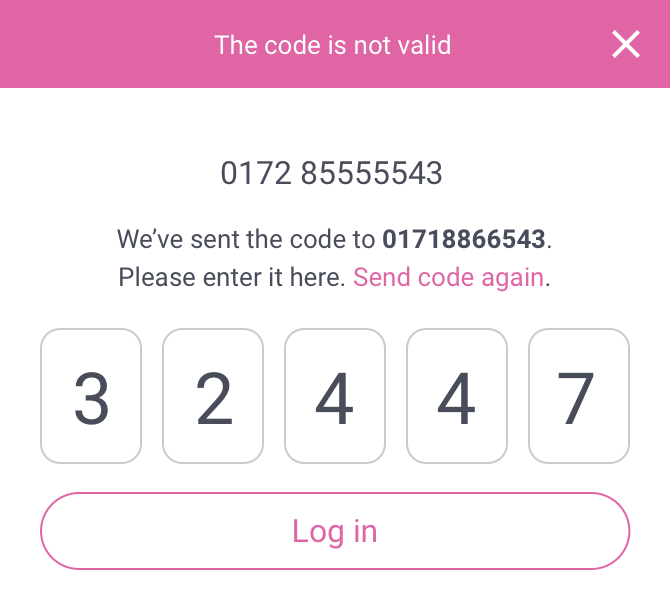 The code is not valid
0172 85555543
We’ve sent the code to 01718866543.
Please enter it here. Send code again.
3 2 4 4 7
Log in